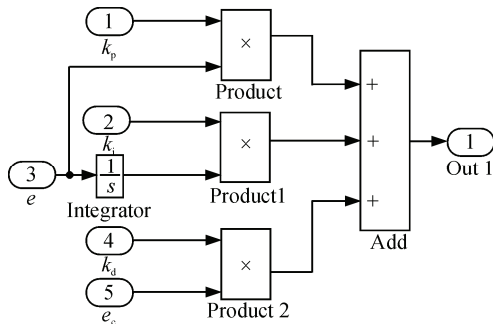 1
k_p
×
Product
+
2
k_i
×
Product1
+
1
Out 1
3
e
1/s
Integrator
+
Add
4
k_d
×
Product 2
5
e_c